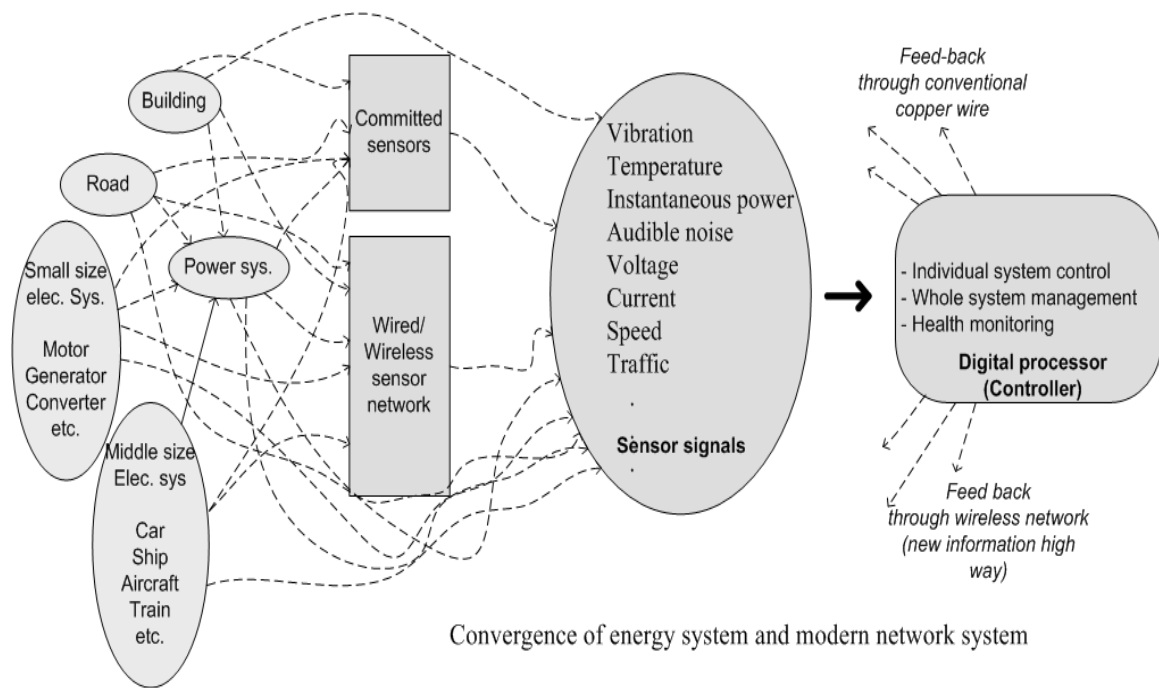 Building
Road
Small size
elec. Sys.
Motor
Generator
Converter
etc.
Power sys.
Middle size
Elec. sys
Car
Ship
Aircraft
Train
etc.
Committed
sensors
Wired/
Wireless
sensor
network
Vibration
Temperature
Instantaneous power
Audible noise
Voltage
Current
Speed
Traffic
.
.
Sensor signals
.
Feed-back
through conventional
copper wire
- Individual system control
- Whole system management
- Health monitoring
Digital processor
(Controller)
Feed back
through wireless network
(new information high
way)
Convergence of energy system and modern network system